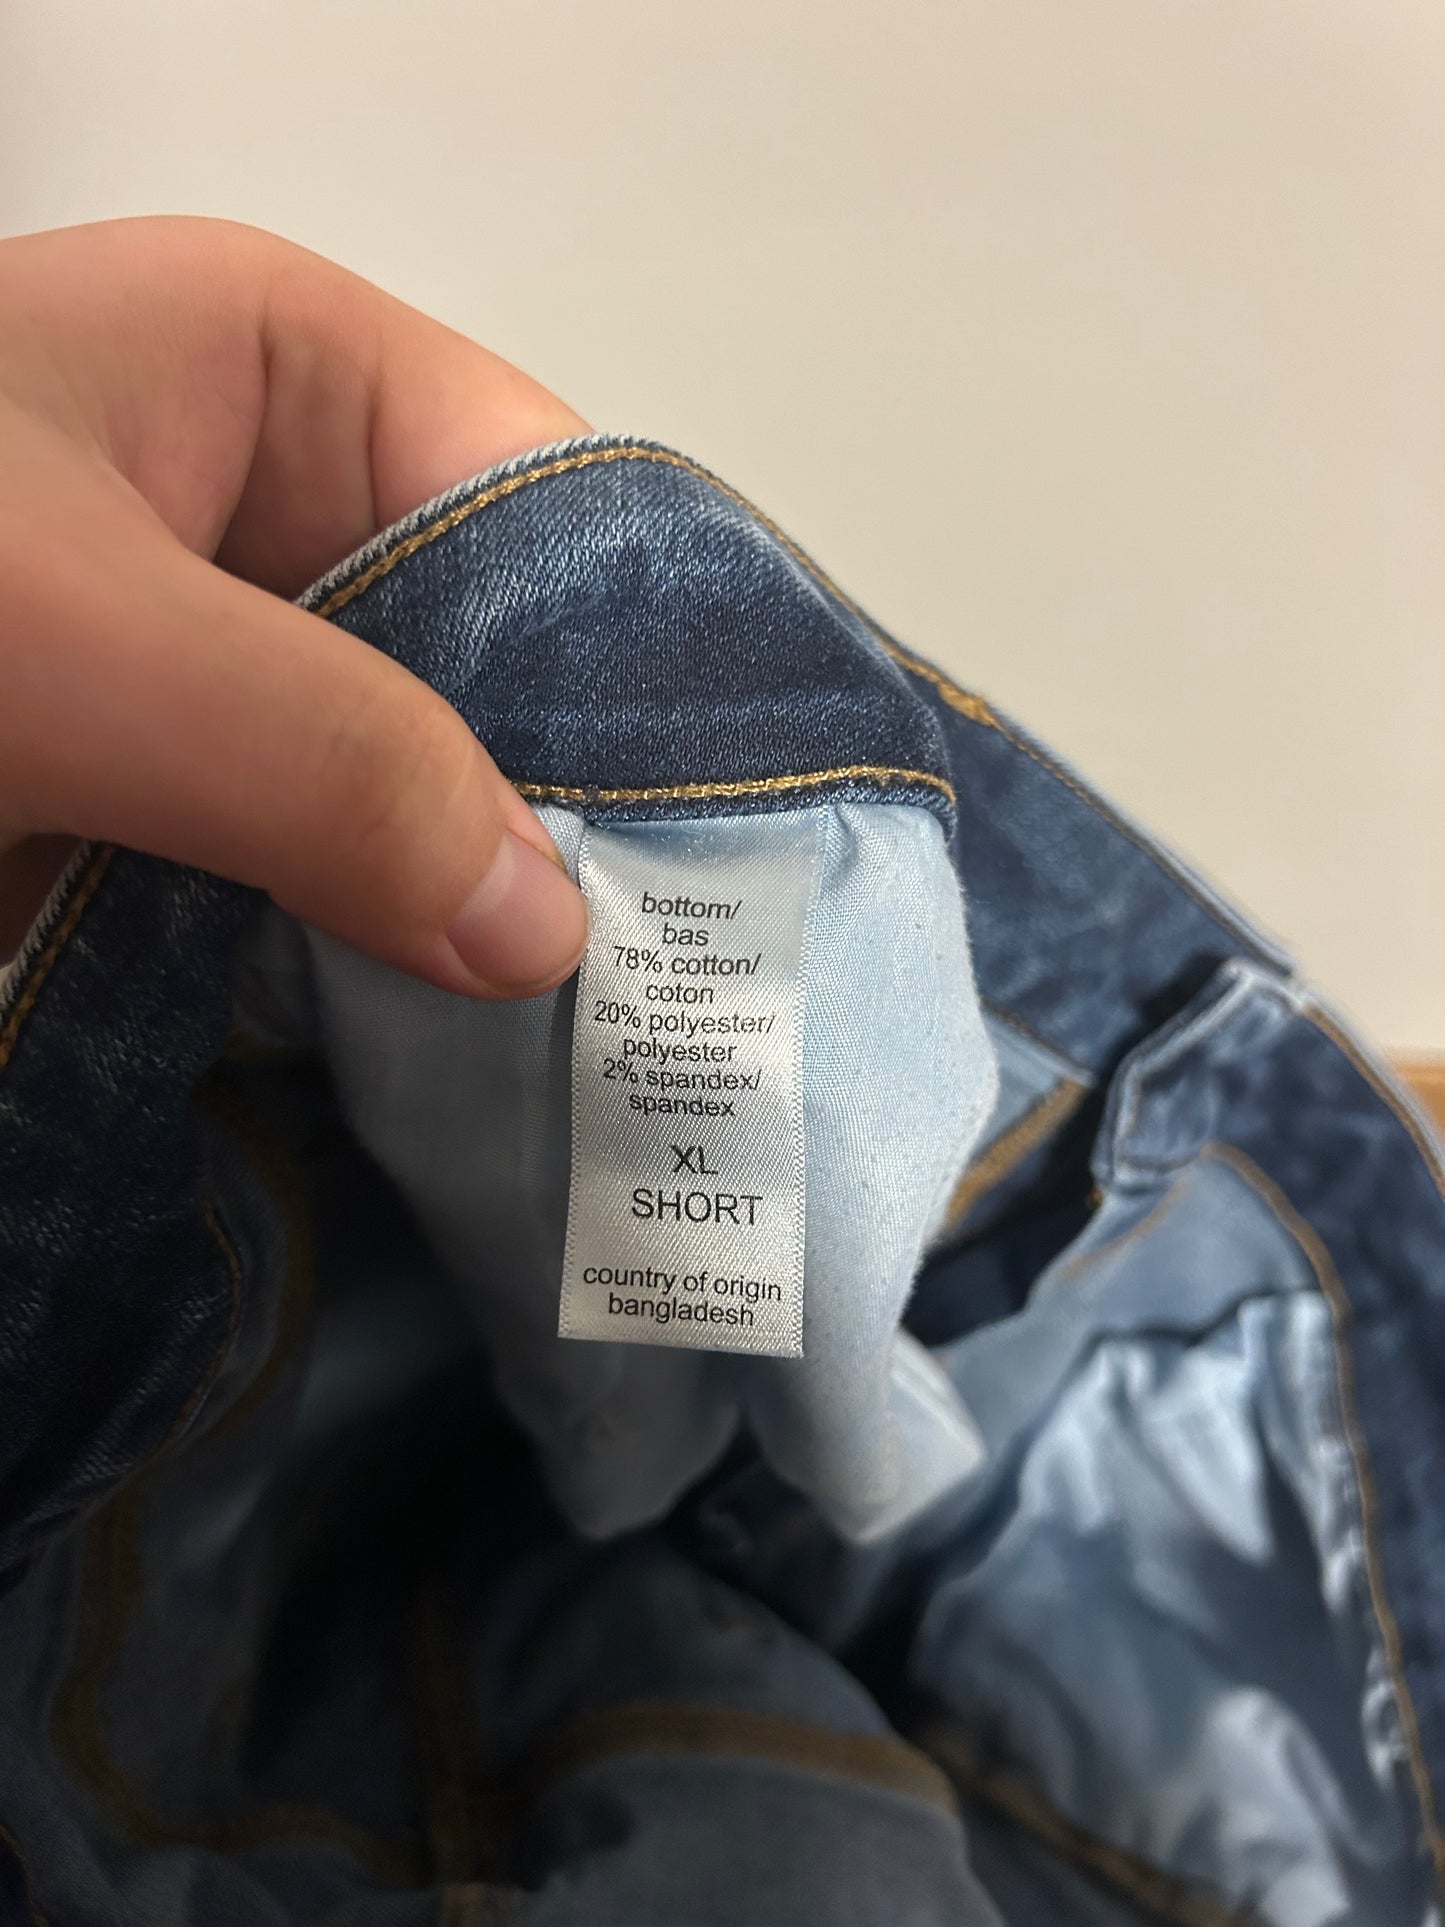 bottom/
bas
78% cotton/
coton
20% polyester/
polyester
2% spandex/
spandex
XL
SHORT
country of origin
bangladesh